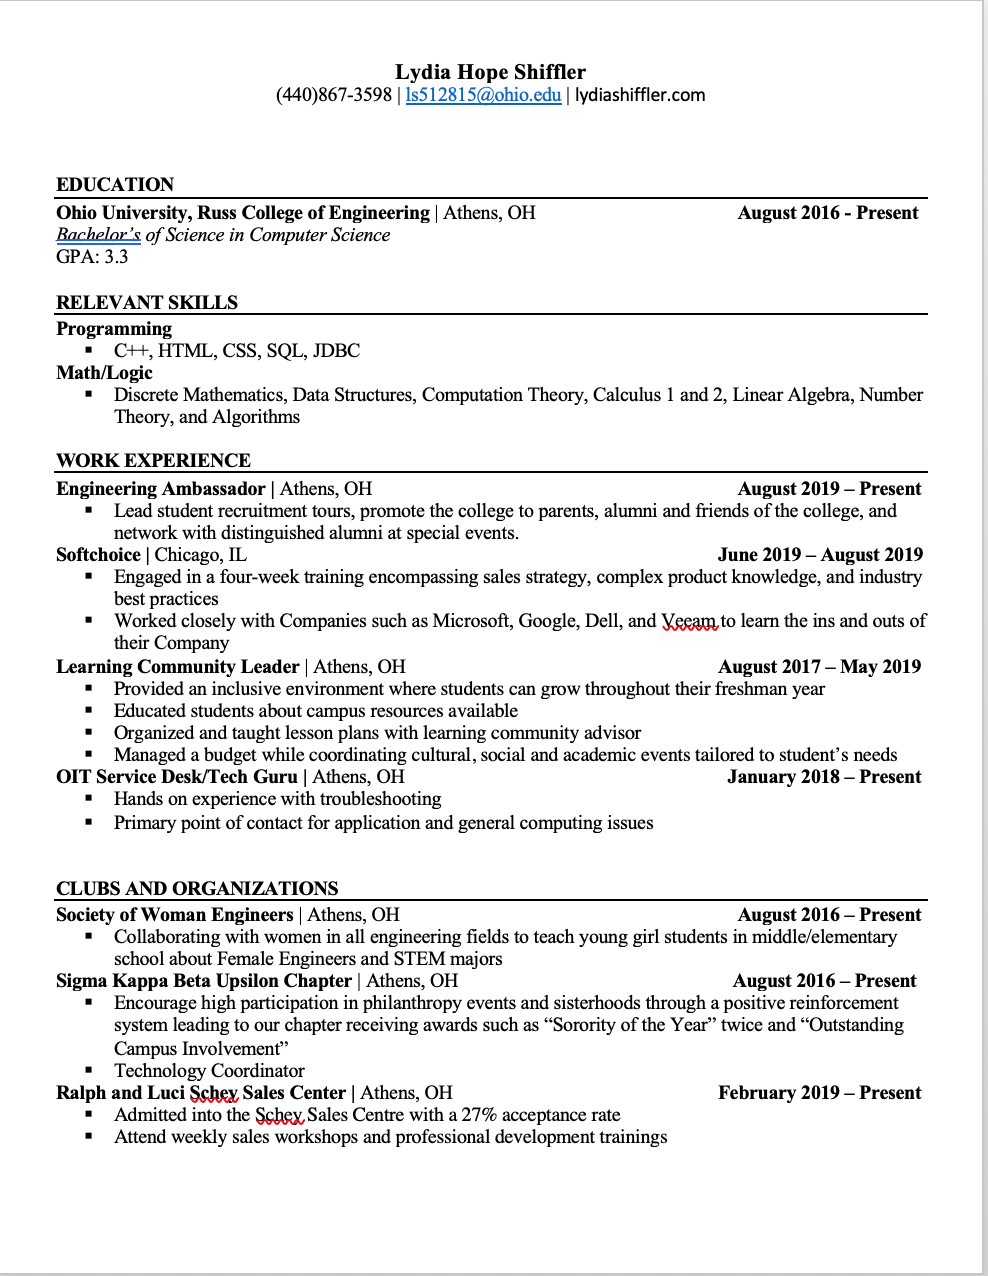 Lydia Hope Shiffler
(440)867-3598 | ls512815@ohio.edu | lydiashiffler.com
EDUCATION
Ohio University, Russ College of Engineering | Athens, OH August 2016 - Present
Bachelor’s of Science in Computer Science
GPA: 3.3
RELEVANT SKILLS
Programming
▪ C++, HTML, CSS, SQL, JDBC
Math/Logic
▪ Discrete Mathematics, Data Structures, Computation Theory, Calculus 1 and 2, Linear Algebra, Number
Theory, and Algorithms
WORK EXPERIENCE
Engineering Ambassador | Athens, OH August 2019 – Present
▪ Lead student recruitment tours, promote the college to parents, alumni and friends of the college, and
network with distinguished alumni at special events.
Softchoice | Chicago, IL June 2019 – August 2019
▪ Engaged in a four-week training encompassing sales strategy, complex product knowledge, and industry
best practices
▪ Worked closely with Companies such as Microsoft, Google, Dell, and Veeam to learn the ins and outs of
their Company
Learning Community Leader | Athens, OH August 2017 – May 2019
▪ Provided an inclusive environment where students can grow throughout their freshman year
▪ Educated students about campus resources available
▪ Organized and taught lesson plans with learning community advisor
▪ Managed a budget while coordinating cultural, social and academic events tailored to student’s needs
OIT Service Desk/Tech Guru | Athens, OH January 2018 – Present
▪ Hands on experience with troubleshooting
▪ Primary point of contact for application and general computing issues
CLUBS AND ORGANIZATIONS
Society of Woman Engineers | Athens, OH August 2016 – Present
▪ Collaborating with women in all engineering fields to teach young girl students in middle/elementary
school about Female Engineers and STEM majors
Sigma Kappa Beta Upsilon Chapter | Athens, OH August 2016 – Present
▪ Encourage high participation in philanthropy events and sisterhoods through a positive reinforcement
system leading to our chapter receiving awards such as “Sorority of the Year” twice and “Outstanding
Campus Involvement”
▪ Technology Coordinator
Ralph and Luci Schey Sales Center | Athens, OH February 2019 – Present
▪ Admitted into the Schey Sales Centre with a 27% acceptance rate
▪ Attend weekly sales workshops and professional development trainings